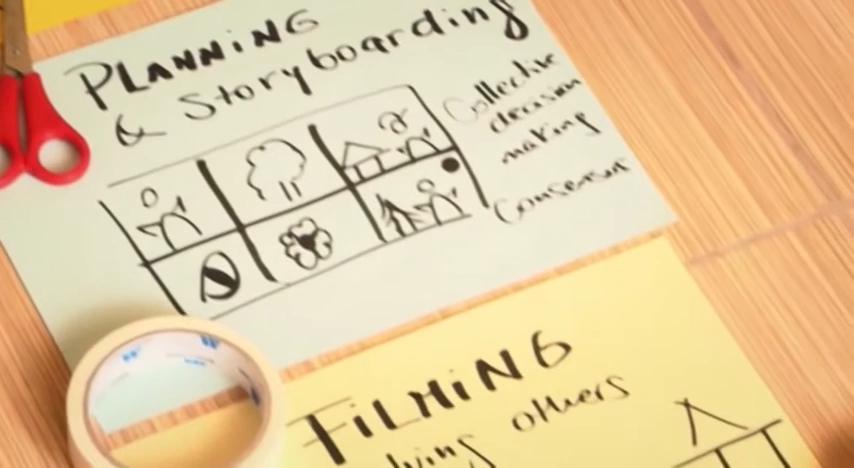 PLANNiNG
& Storyboarding
Collective
decision
making
Consensus
FiLMiNG
others